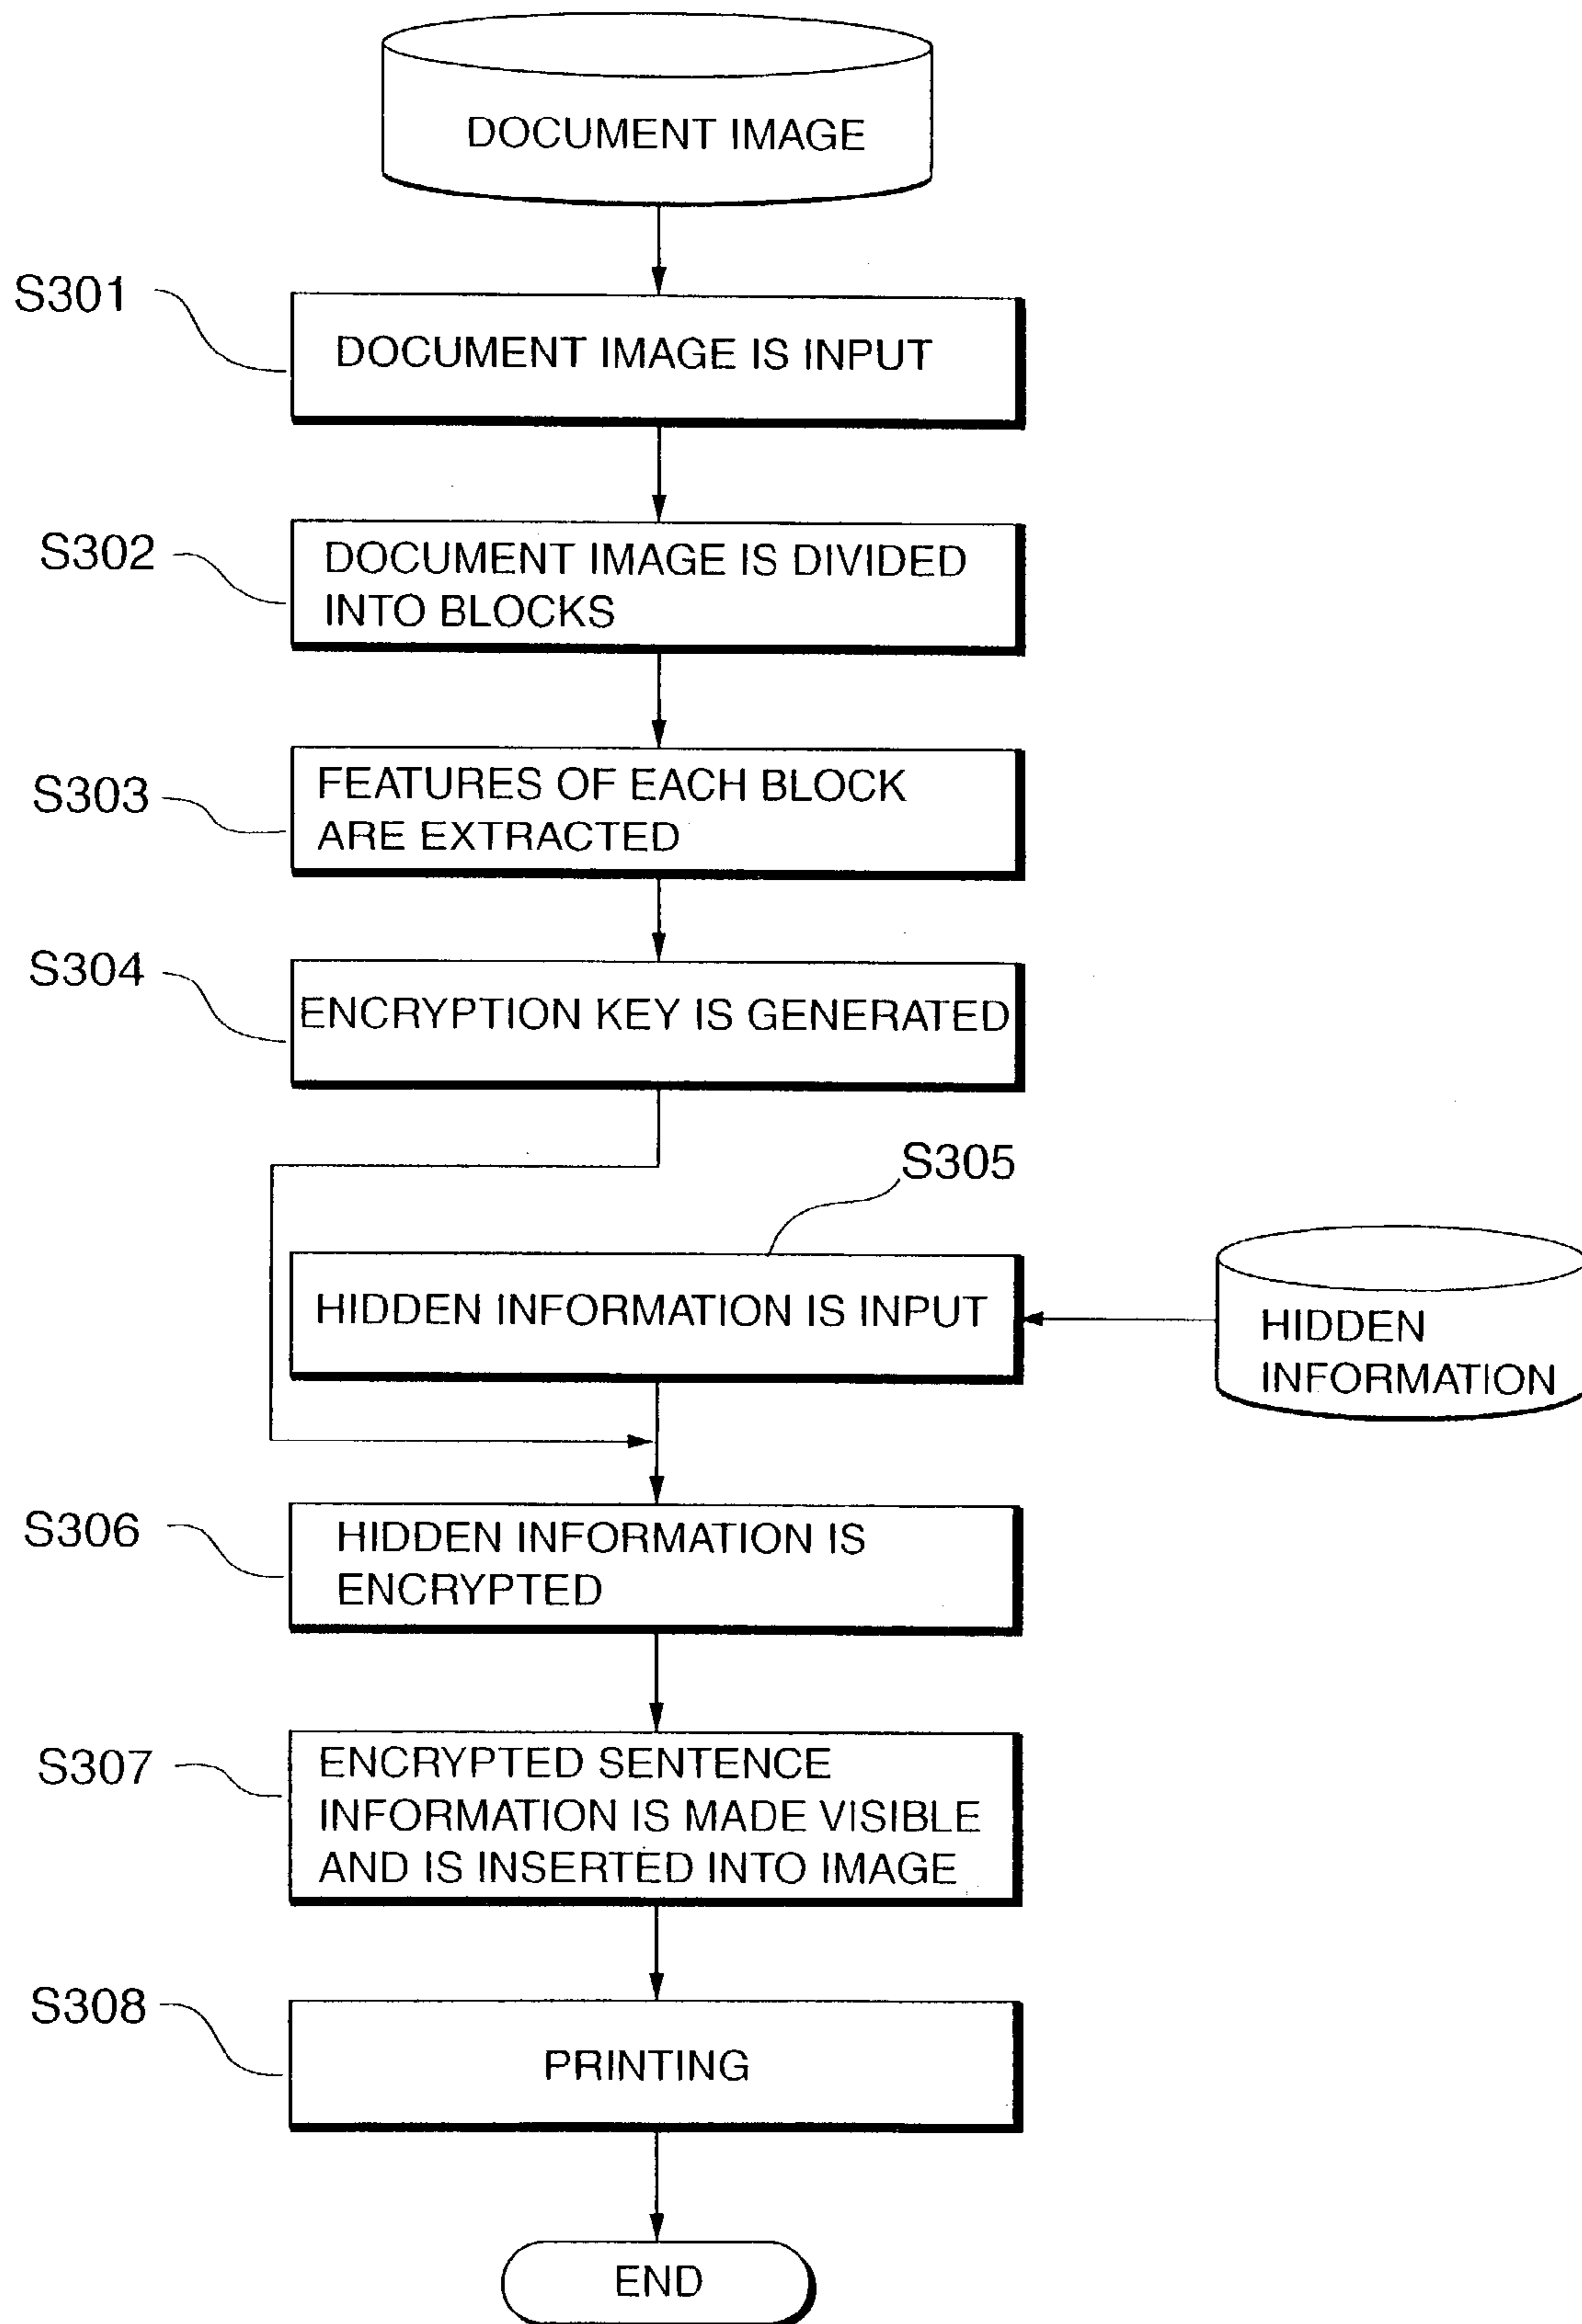 DOCUMENT IMAGE
S301
DOCUMENT IMAGE IS INPUT
S302
DOCUMENT IMAGE IS DIVIDED
INTO BLOCKS
S303
FEATURES OF EACH BLOCK
ARE EXTRACTED
S304
ENCRYPTION KEY IS GENERATED
S305
HIDDEN INFORMATION IS INPUT
HIDDEN
INFORMATION
S306
HIDDEN INFORMATION IS
ENCRYPTED
S307
ENCRYPTED SENTENCE
INFORMATION IS MADE VISIBLE
AND IS INSERTED INTO IMAGE
S308
PRINTING
END